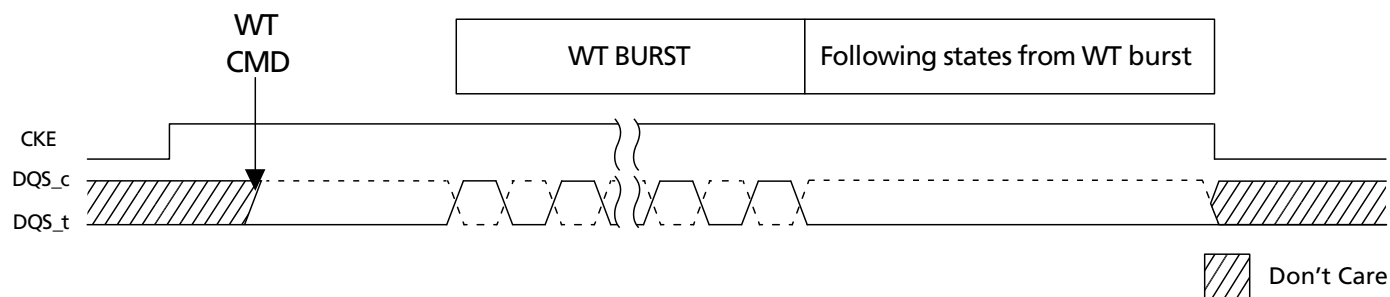 WT
CMD
WT BURST
Following states from WT burst
CKE
DQS_c
DQS_t
Don't Care